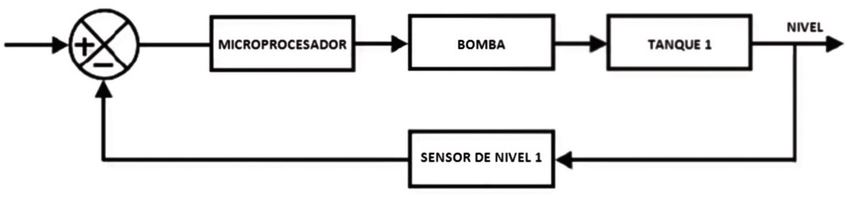 NIVEL
+
MICROPROCESADOR
BOMBA
TANQUE 1
−
SENSOR DE NIVEL 1